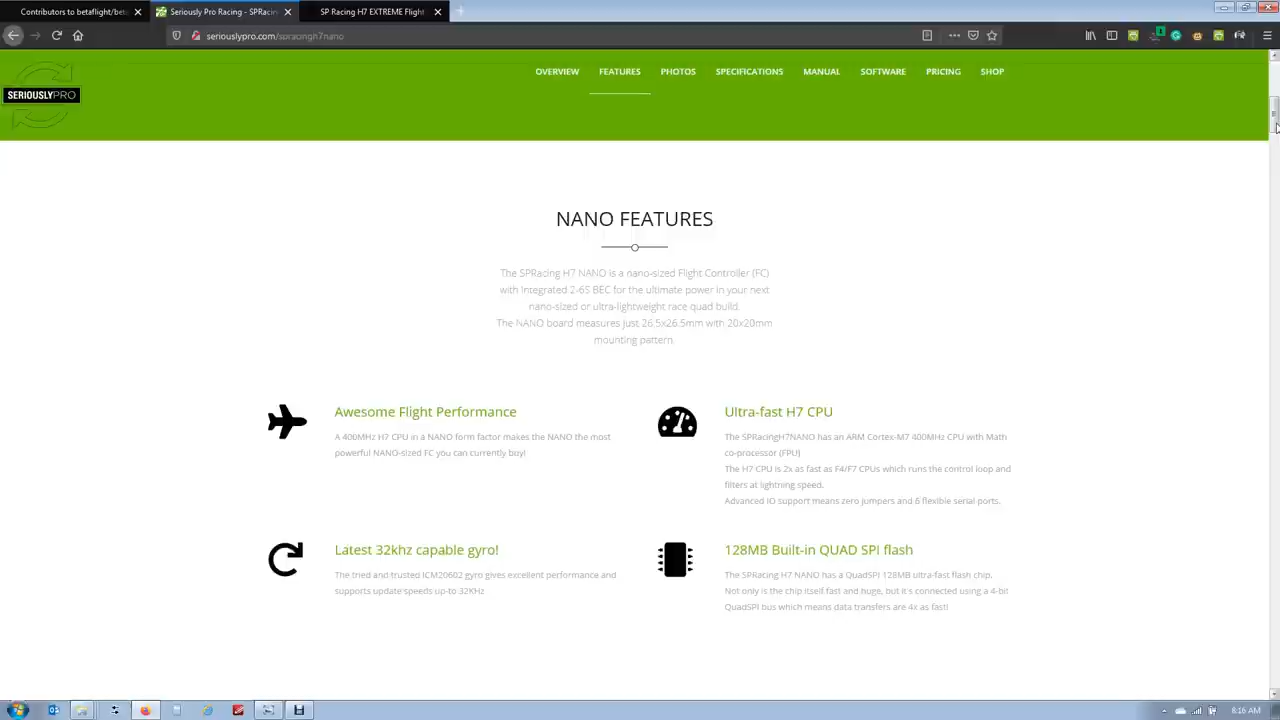 Contributors to betaflight/bet
Seriously Pro Racing - SPRacin
SP Racing H7 EXTREME Flight
seriouslypro.com/spracingh7nano
SERIOUSLYPRO
OVERVIEW FEATURES PHOTOS SPECIFICATIONS MANUAL SOFTWARE PRICING SHOP
NANO FEATURES
The SPRacing H7 NANO is a nano-sized Flight Controller (FC)
with Integrated 2-6S BEC for the ultimate power in your next
nano-sized or ultra-lightweight race quad build.
The NANO board measures just 26.5x26.5mm with 20x20mm
mounting pattern.
Awesome Flight Performance
A 400MHz H7 CPU in a NANO form factor makes the NANO the most
powerful NANO-sized FC you can currently buy!
Ultra-fast H7 CPU
The SPRacingH7NANO has an ARM Cortex-M7 400MHz CPU with Math
co-processor (FPU)
The H7 CPU is 2x as fast as F4/F7 CPUs which runs the control loop and
filters at lightning speed.
Advanced IO support means zero jumpers and 6 flexible serial ports.
Latest 32khz capable gyro!
The tried and trusted ICM20602 gyro gives excellent performance and
supports update speeds up-to 32KHz
128MB Built-in QUAD SPI flash
The SPRacing H7 NANO has a QuadSPI 128MB ultra-fast flash chip.
Not only is the chip itself fast and huge, but it's connected using a 4-bit
QuadSPI bus which means data transfers are 4x as fast!
8:16 AM